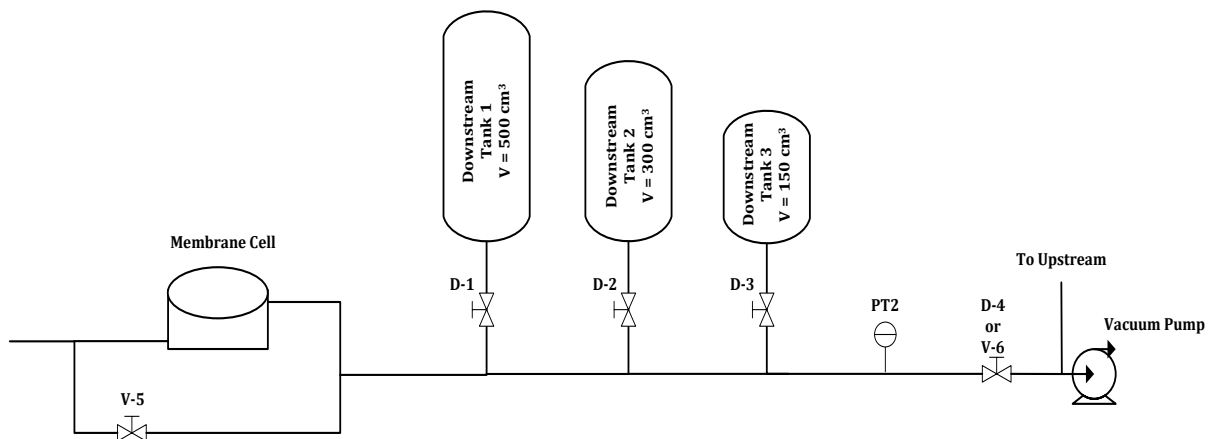 Downstream
Tank 1
V = 500 cm³
Downstream
Tank 2
V = 300 cm³
Downstream
Tank 3
V = 150 cm³
Membrane Cell
D-1
D-2
D-3
To Upstream
PT2
D-4
or
V-6
Vacuum Pump
V-5